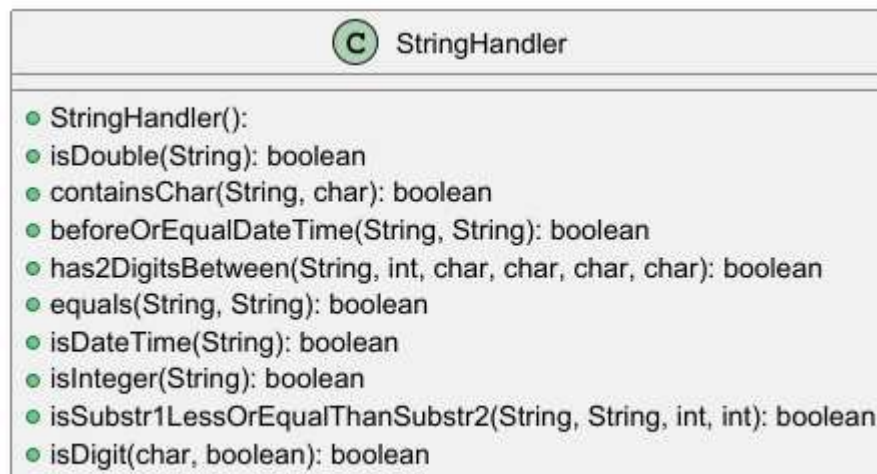 C StringHandler
StringHandler():
isDouble(String): boolean
containsChar(String, char): boolean
beforeOrEqualDateTime(String, String): boolean
has2DigitsBetween(String, int, char, char, char, char): boolean
equals(String, String): boolean
isDateTime(String): boolean
isInteger(String): boolean
isSubstr1LessOrEqualThanSubstr2(String, String, int, int): boolean
isDigit(char, boolean): boolean